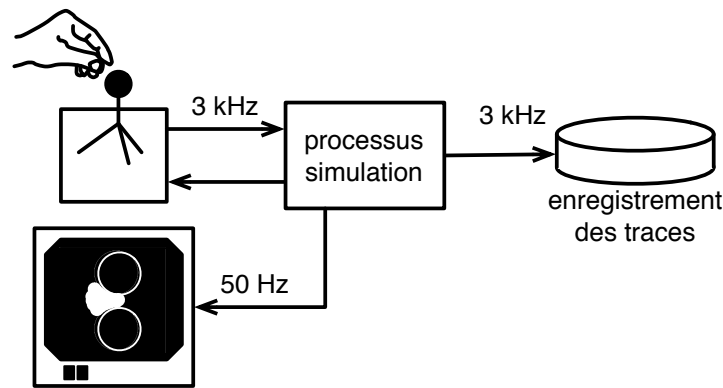 3 kHz
processus
simulation
3 kHz
enregistrement
des traces
50 Hz